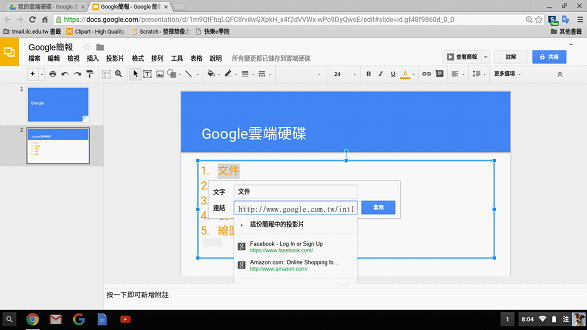 我的雲端硬碟 - Google 雲
Google簡報 - Google 簡
https://docs.google.com/presentation/d/1m9QtFhqLQFC8rvikvGXpkH_x4f2dVVWx-wPo9DyQwoE/edit#slide=id.gf48f9860d_0_0
tmail.ilc.edu.tw 書籤
Clipart - High Quality
Scratch - 發揮想像力
快樂e學院
其他書籤
Google簡報
檔案 編輯 檢視 插入 投影片 格式 排列 工具 表格 說明 所有變更都已儲存到雲端硬碟
查看簡報
註解
共用
24
B I U A
更多選項
1
Google
2
Google雲端硬碟
1. 文件
2
3
4
5. 繪圖
文字
文件
連結
http://www.google.com.tw/intl
套用
這份簡報中的投影片
Facebook - Log In or Sign Up
https://www.facebook.com/
Amazon.com: Online Shopping fo...
http://www.amazon.com/
按一下即可新增附註
1
8:04
注